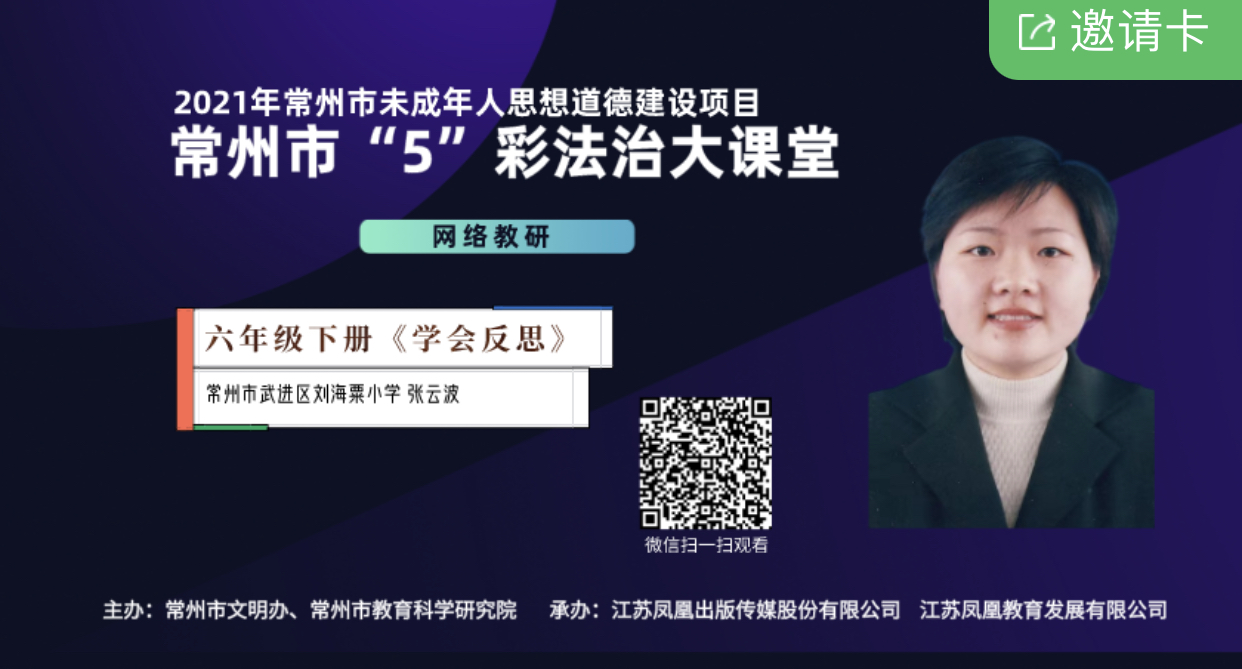 邀请卡
2021年常州市未成年人思想道德建设项目
常州市“5”彩法治大课堂
网络教研
六年级下册《学会反思》
常州市武进区刘海粟小学 张云波
微信扫一扫观看
主办：常州市文明办、常州市教育科学研究院 承办：江苏凤凰出版传媒股份有限公司 江苏凤凰教育发展有限公司